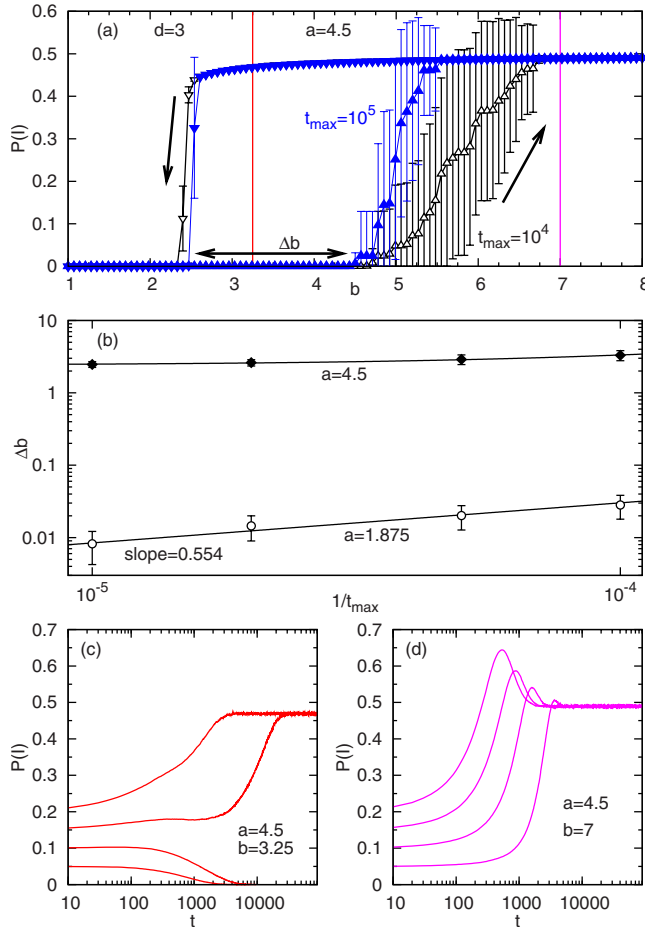 (a) d=3 a=4.5
0.6
0.5
0.4
0.3
0.2
0.1
0
P(I)
t_max=10^5
t_max=10^4
Δb
1 2 3 4 5 6 7 8
b
(b)
10
1
0.1
0.01
Δb
a=4.5
a=1.875
slope=0.554
10^-5 10^-4
1/t_max
(c)
0.7
0.6
0.5
0.4
0.3
0.2
0.1
0
P(I)
a=4.5
b=3.25
10 100 1000 10000
t
(d)
0.7
0.6
0.5
0.4
0.3
0.2
0.1
0
P(I)
a=4.5
b=7
10 100 1000 10000
t